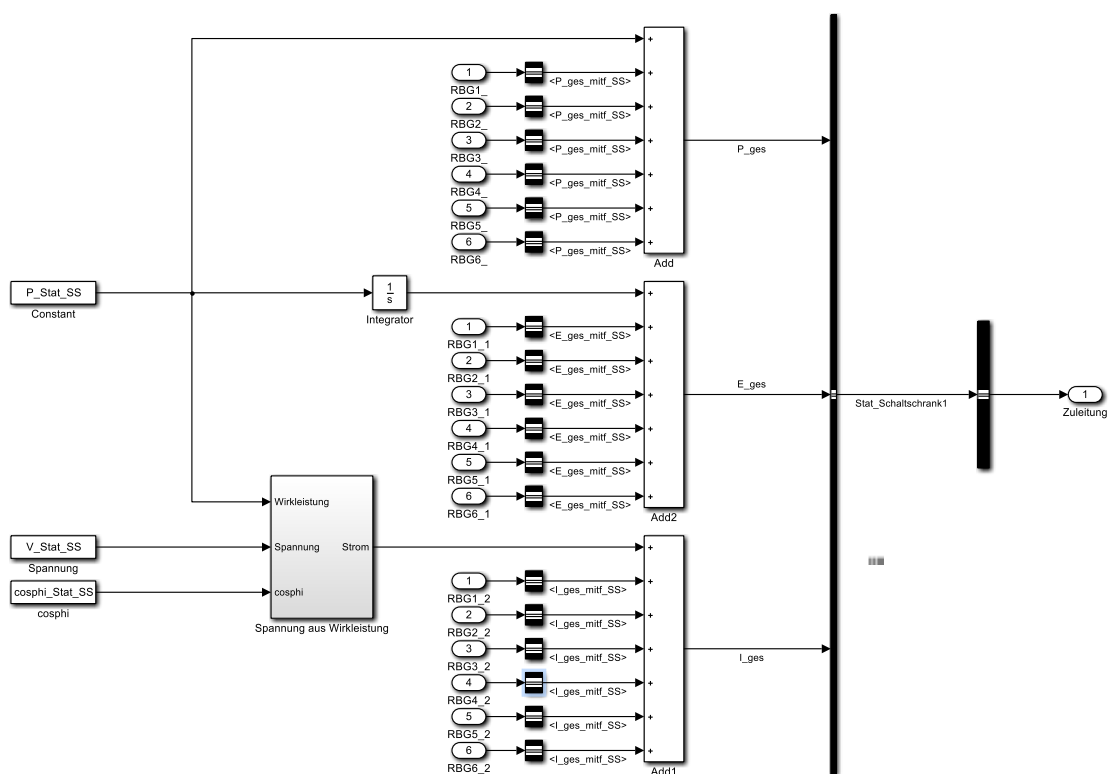 +
1
RBG1_
<P_ges_mitf_SS>
+
2
RBG2_
<P_ges_mitf_SS>
+
3
RBG3_
<P_ges_mitf_SS>
+
P_ges
4
RBG4_
<P_ges_mitf_SS>
+
5
RBG5_
<P_ges_mitf_SS>
+
6
RBG6_
<P_ges_mitf_SS>
+
Add
P_Stat_SS
Constant
1
s
Integrator
+
1
RBG1_1
<E_ges_mitf_SS>
+
2
RBG2_1
<E_ges_mitf_SS>
+
3
RBG3_1
<E_ges_mitf_SS>
+
E_ges
Stat_Schaltschrank1
1
Zuleitung
4
RBG4_1
<E_ges_mitf_SS>
+
5
RBG5_1
<E_ges_mitf_SS>
+
6
RBG6_1
<E_ges_mitf_SS>
+
Add2
Wirkleistung
V_Stat_SS
Spannung
Spannung
Strom
cosphi_Stat_SS
cosphi
cosphi
Spannung aus Wirkleistung
+
1
RBG1_2
<I_ges_mitf_SS>
+
2
RBG2_2
<I_ges_mitf_SS>
+
3
RBG3_2
<I_ges_mitf_SS>
+
I_ges
4
RBG4_2
<I_ges_mitf_SS>
+
5
RBG5_2
<I_ges_mitf_SS>
+
6
RBG6_2
<I_ges_mitf_SS>
+
Add1